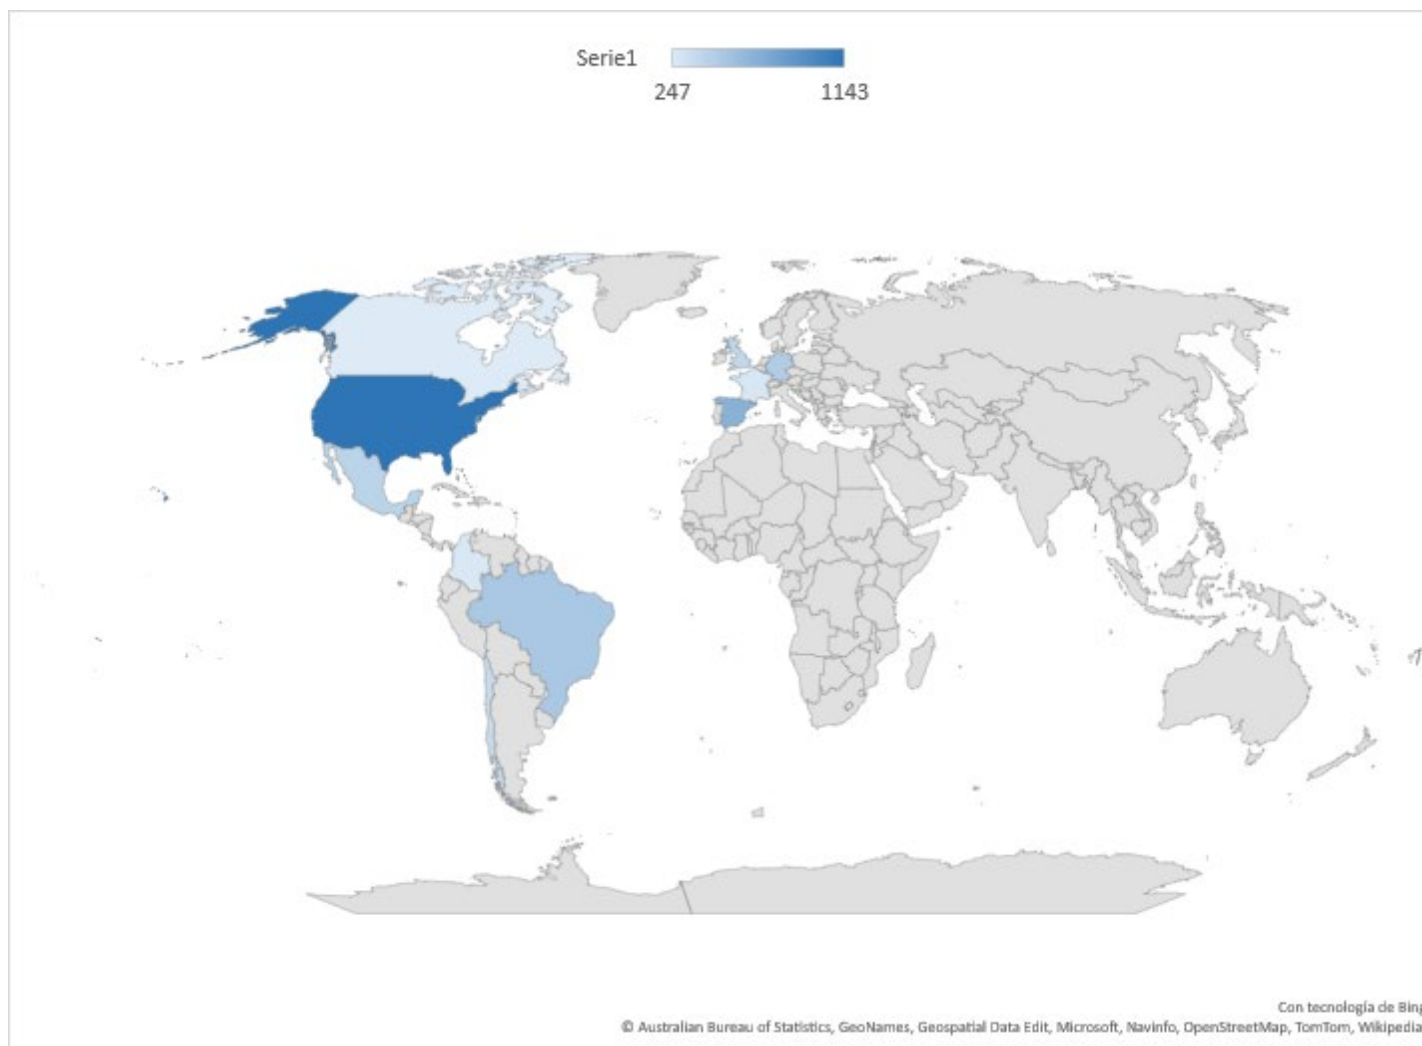 Serie1
247 1143
Con tecnología de Bing
© Australian Bureau of Statistics, GeoNames, Geospatial Data Edit, Microsoft, Navinfo, OpenStreetMap, TomTom, Wikipedia